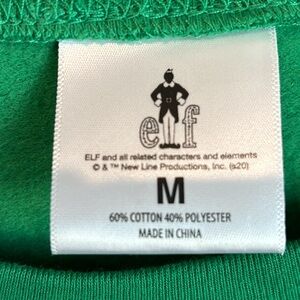 elf
ELF and all related characters and elements
© & ™ New Line Productions, Inc. (s20)
M
60% COTTON 40% POLYESTER
MADE IN CHINA